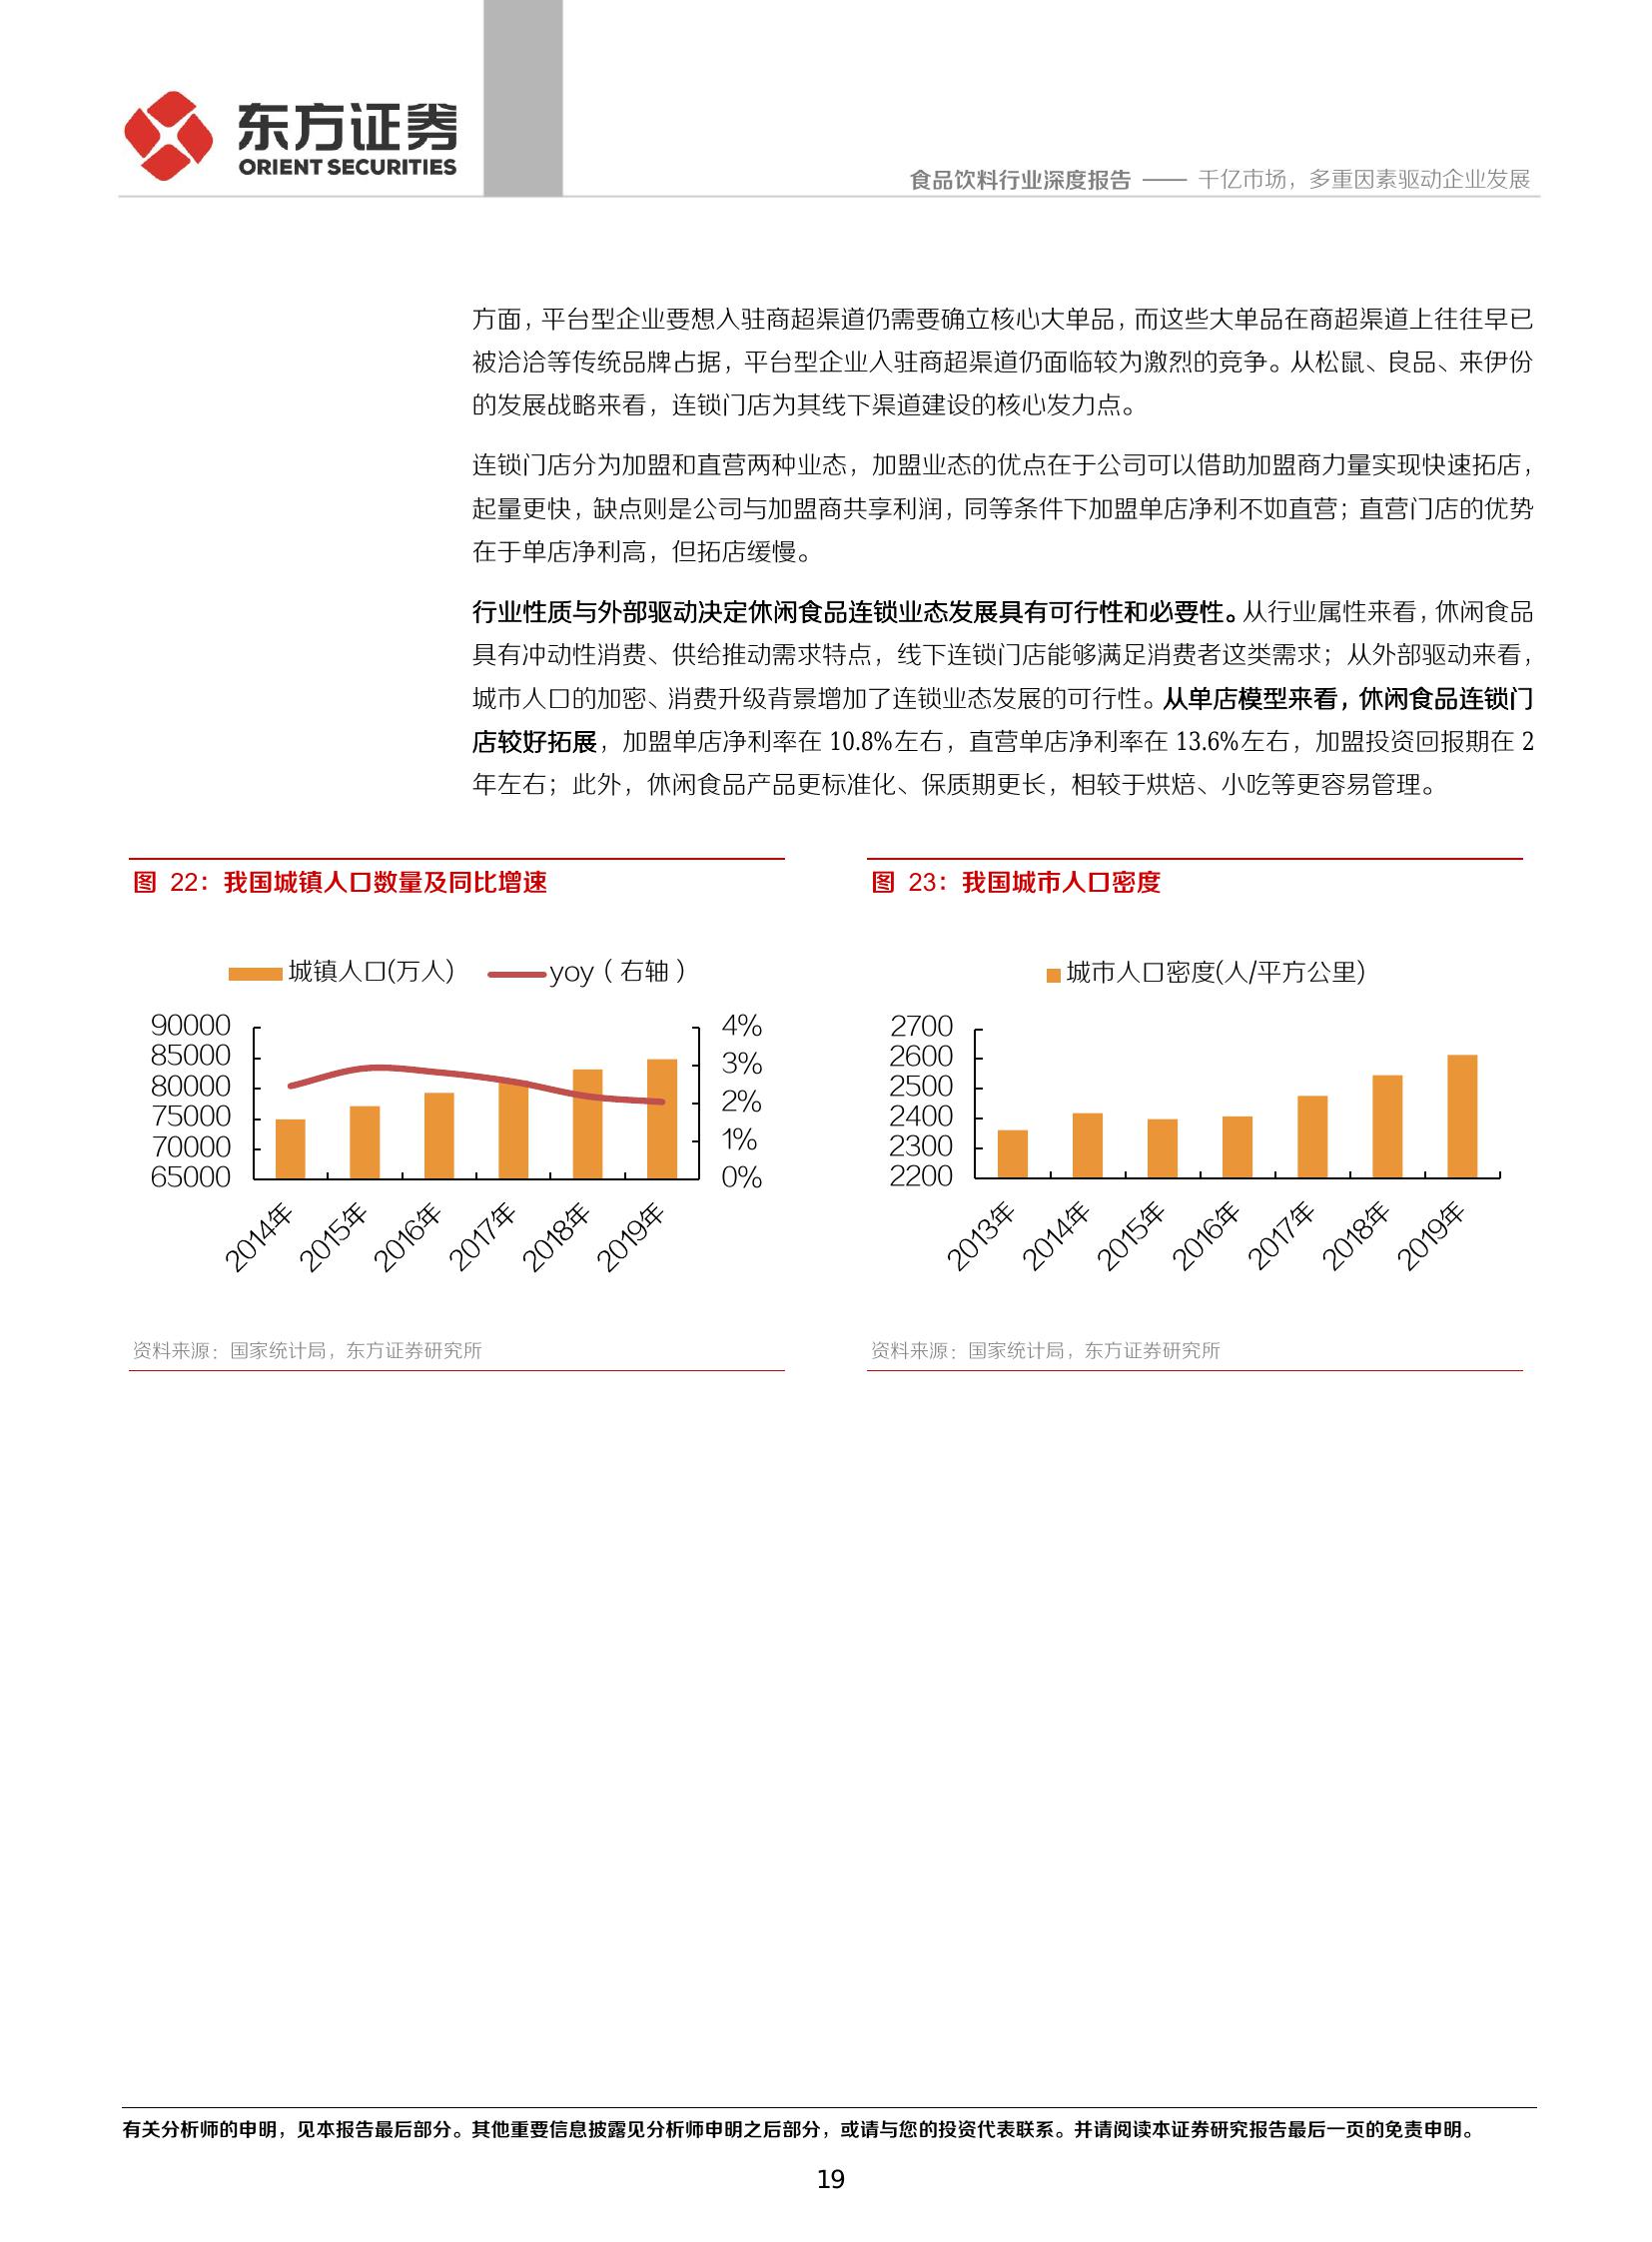 东方证券
ORIENT SECURITIES
食品饮料行业深度报告 —— 千亿市场，多重因素驱动企业发展
方面，平台型企业要想入驻商超渠道仍需要确立核心大单品，而这些大单品在商超渠道上往往早已
被洽洽等传统品牌占据，平台型企业入驻商超渠道仍面临较为激烈的竞争。从松鼠、良品、来伊份
的发展战略来看，连锁门店为其线下渠道建设的核心发力点。
连锁门店分为加盟和直营两种业态，加盟业态的优点在于公司可以借助加盟商力量实现快速拓店，
起量更快，缺点则是公司与加盟商共享利润，同等条件下加盟单店净利不如直营；直营门店的优势
在于单店净利高，但拓店缓慢。
行业性质与外部驱动决定休闲食品连锁业态发展具有可行性和必要性。从行业属性来看，休闲食品
具有冲动性消费、供给推动需求特点，线下连锁门店能够满足消费者这类需求；从外部驱动来看，
城市人口的加密、消费升级背景增加了连锁业态发展的可行性。从单店模型来看，休闲食品连锁门
店较好拓展，加盟单店净利率在 10.8%左右，直营单店净利率在 13.6%左右，加盟投资回报期在 2
年左右；此外，休闲食品产品更标准化、保质期更长，相较于烘焙、小吃等更容易管理。
图 22：我国城镇人口数量及同比增速
城镇人口(万人) yoy（右轴）
90000
85000
80000
75000
70000
65000
4%
3%
2%
1%
0%
2014年
2015年
2016年
2017年
2018年
2019年
资料来源：国家统计局，东方证券研究所
图 23：我国城市人口密度
城市人口密度(人/平方公里)
2700
2600
2500
2400
2300
2200
2013年
2014年
2015年
2016年
2017年
2018年
2019年
资料来源：国家统计局，东方证券研究所
有关分析师的申明，见本报告最后部分。其他重要信息披露见分析师申明之后部分，或请与您的投资代表联系。并请阅读本证券研究报告最后一页的免责申明。
19